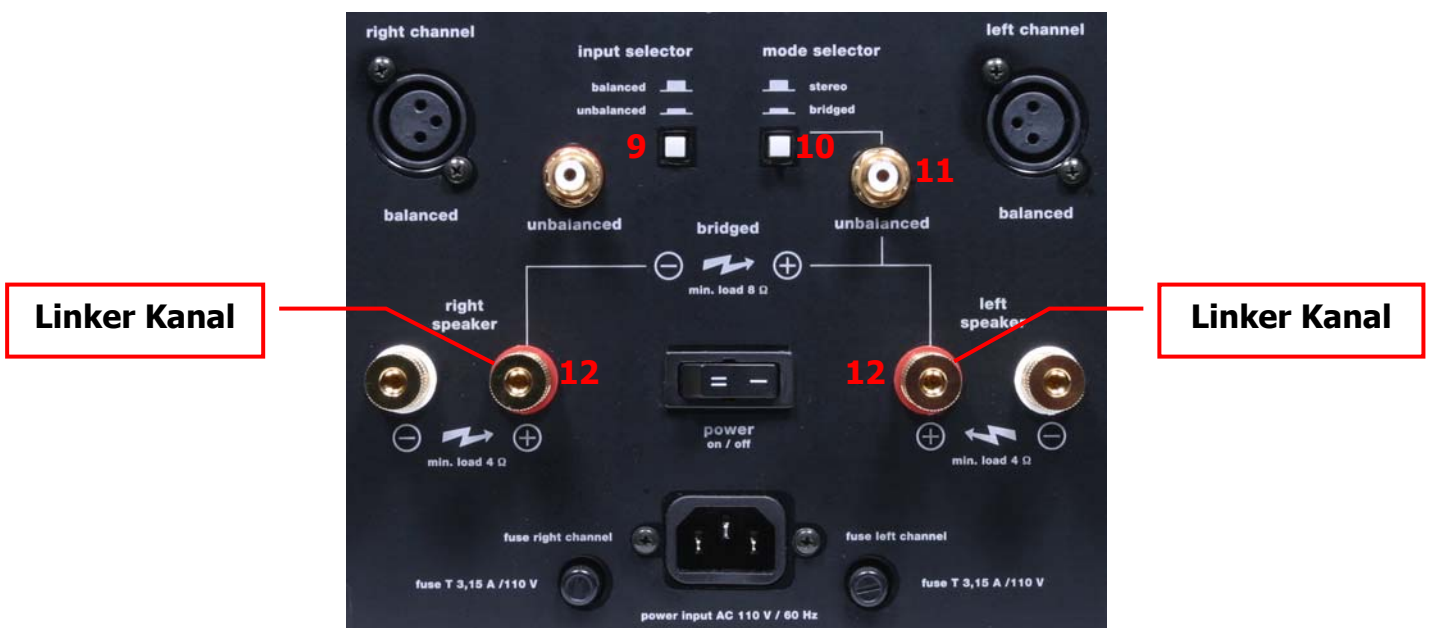 right channel
left channel
input selector
mode selector
balanced
stereo
unbalanced
bridged
9
10
11
balanced
unbalanced
bridged
unbalanced
balanced
min. load 8 Ω
Linker Kanal
right
speaker
left
speaker
Linker Kanal
12
12
= –
power
on / off
min. load 4 Ω
min. load 4 Ω
fuse right channel
fuse left channel
fuse T 3,15 A /110 V
fuse T 3,15 A /110 V
power input AC 110 V / 60 Hz